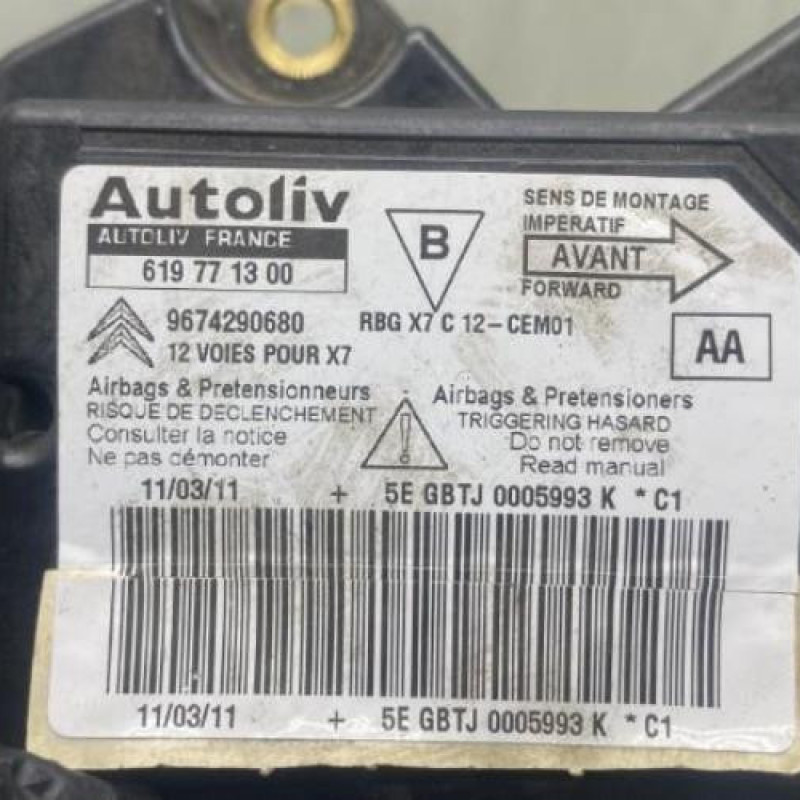 Autoliv
AUTOLIV FRANCE
619 77 13 00
B
SENS DE MONTAGE
IMPERATIF
AVANT
FORWARD
9674290680
RBG X7 C 12-CEM01
12 VOIES POUR X7
AA
Airbags & Pretensionneurs
RISQUE DE DECLENCHEMENT
Consulter la notice
Ne pas démonter
!
Airbags & Pretensioners
TRIGGERING HASARD
Do not remove
Read manual
11/03/11 + 5E GBTJ 0005993 K * C1
11/03/11 + 5E GBTJ 0005993 K * C1